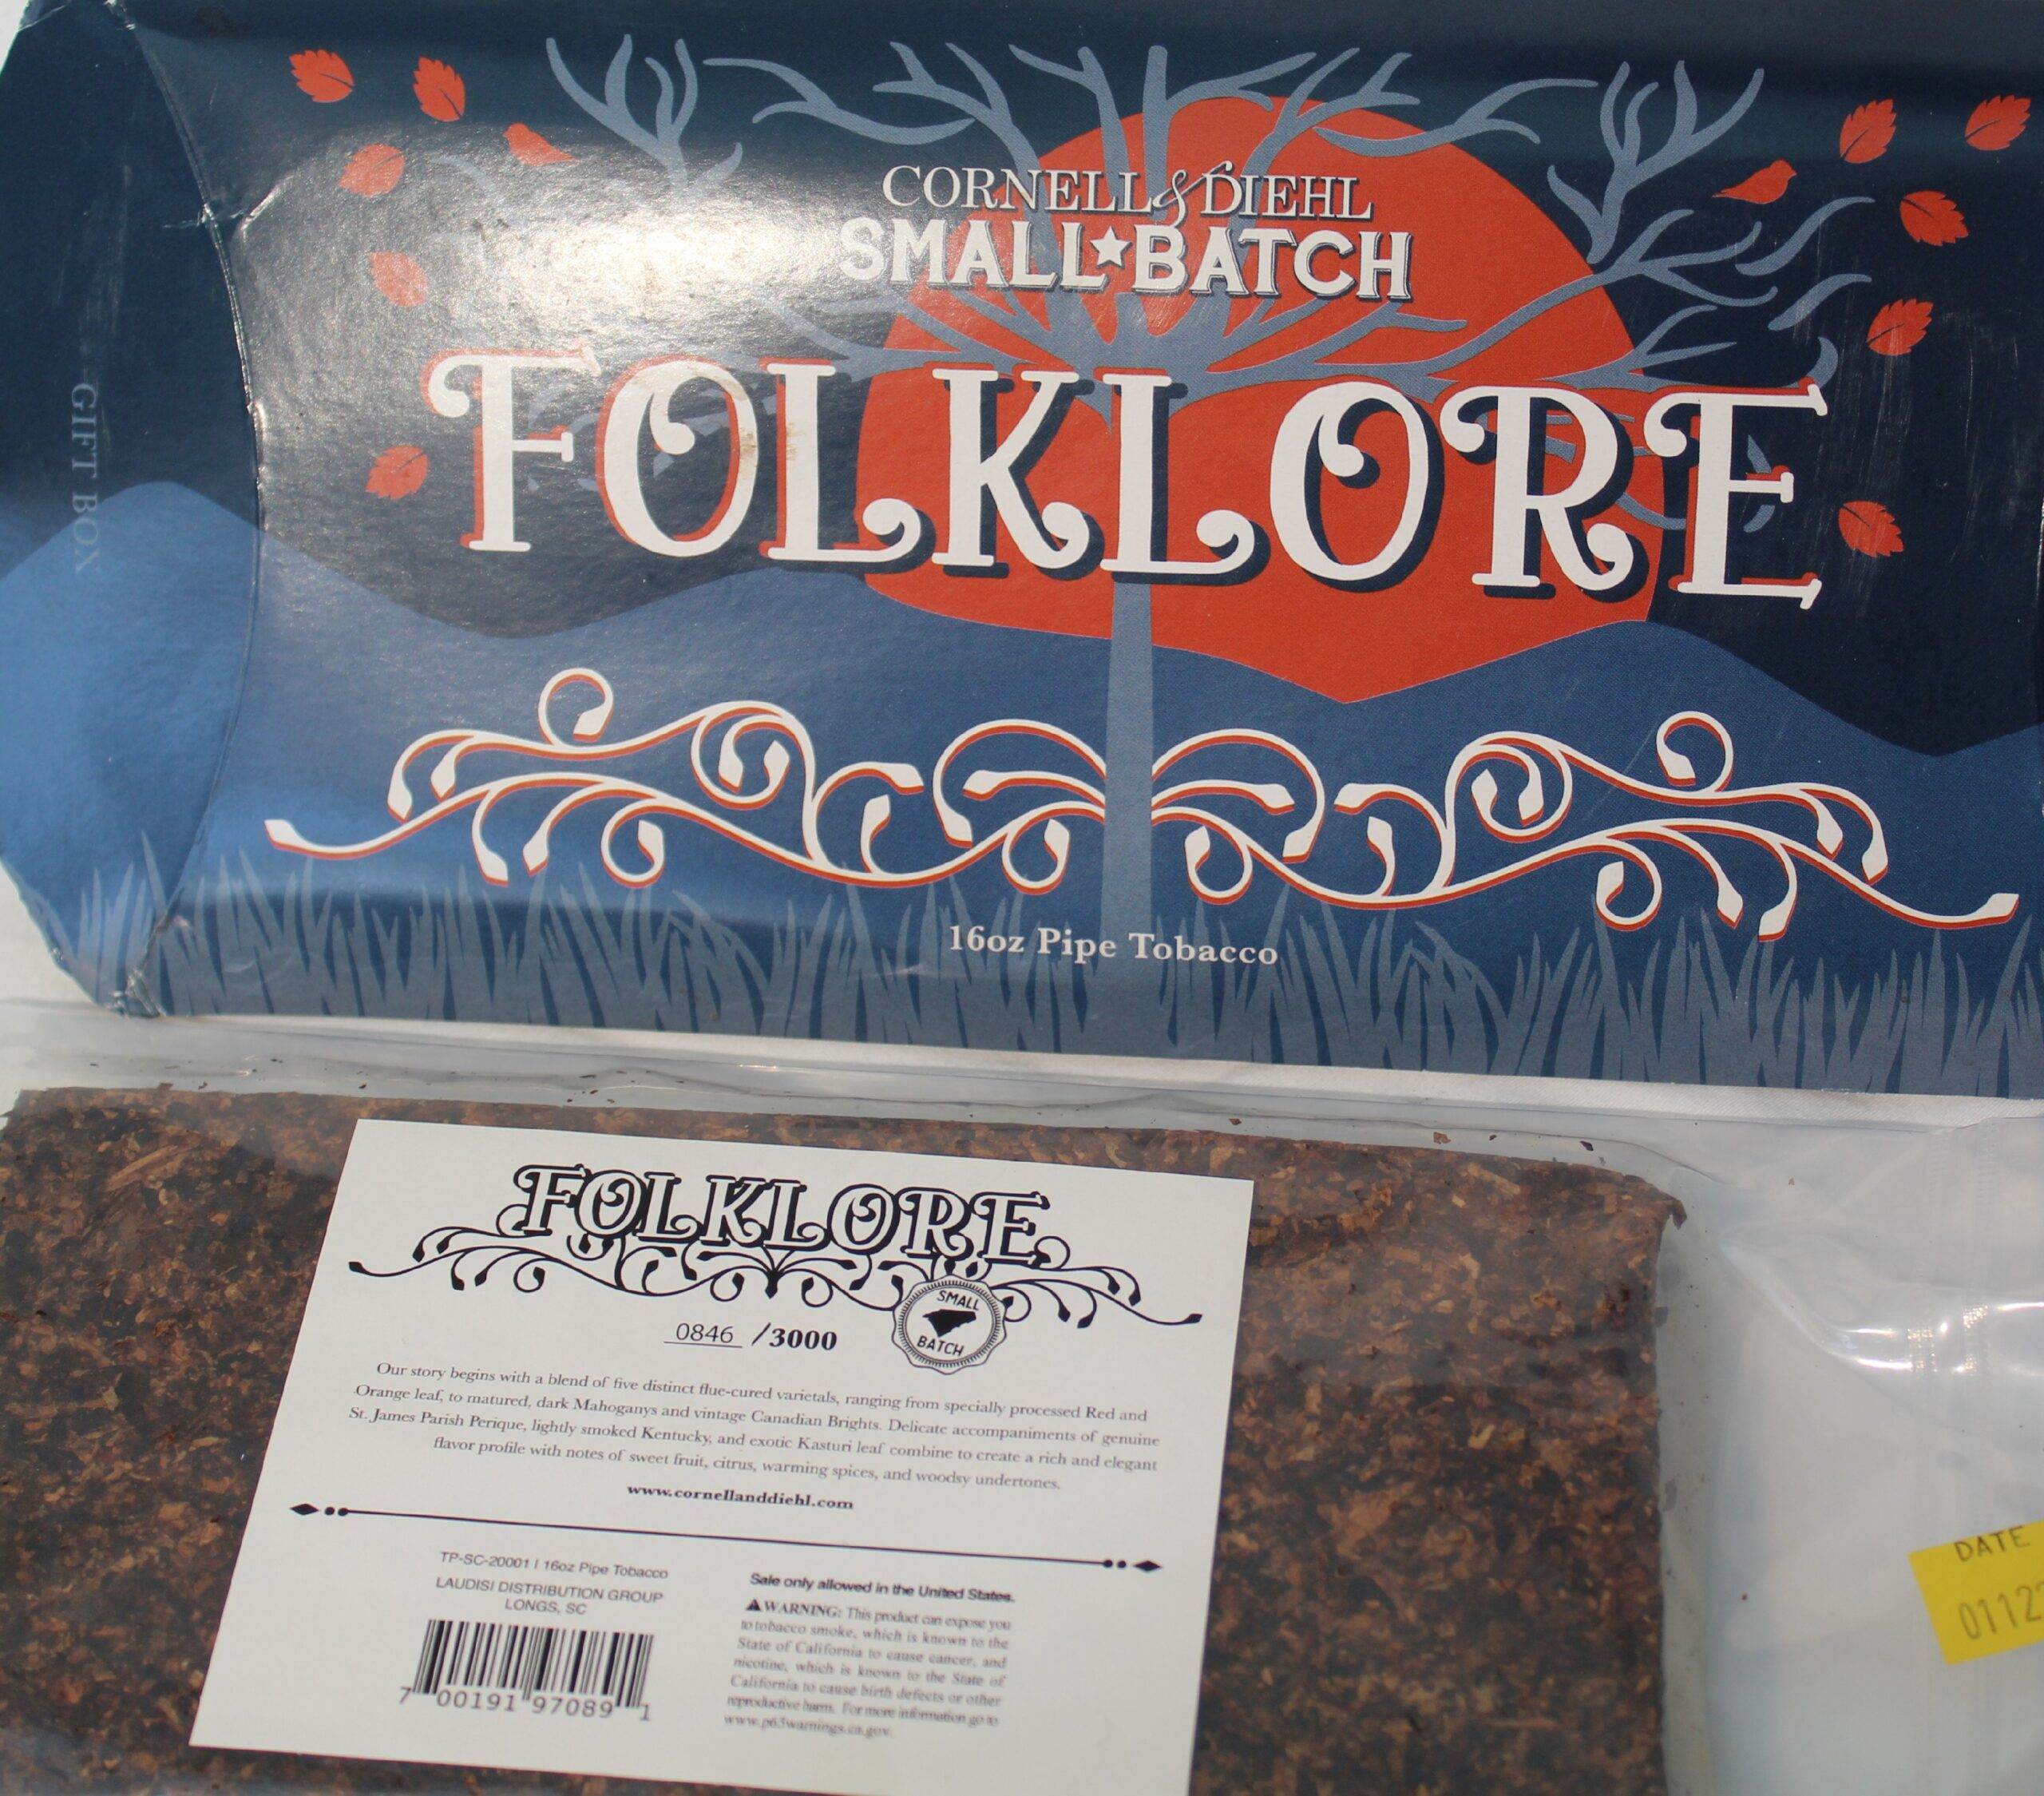 GIFT BOX
CORNELL & DIEHL
SMALL★BATCH
FOLKLORE
16oz Pipe Tobacco
FOLKLORE
SMALL
BATCH
0846 /3000
Our story begins with a blend of five distinct flue-cured varietals, ranging from specially processed Red and
Orange leaf, to matured, dark Mahoganys and vintage Canadian Brights. Delicate accompaniments of genuine
St. James Parish Perique, lightly smoked Kentucky, and exotic Kasturi leaf combine to create a rich and elegant
flavor profile with notes of sweet fruit, citrus, warming spices, and woodsy undertones.
www.cornellanddiehl.com
TP-SC-20001 | 16oz Pipe Tobacco
LAUDISI DISTRIBUTION GROUP
LONGS, SC
7 00191 97089 1
Sale only allowed in the United States.
⚠WARNING: This product can expose you
to tobacco smoke, which is known to the
State of California to cause cancer, and
nicotine, which is known to the State of
California to cause birth defects or other
reproductive harm. For more information go to
www.p65warnings.ca.gov.
DATE
0112